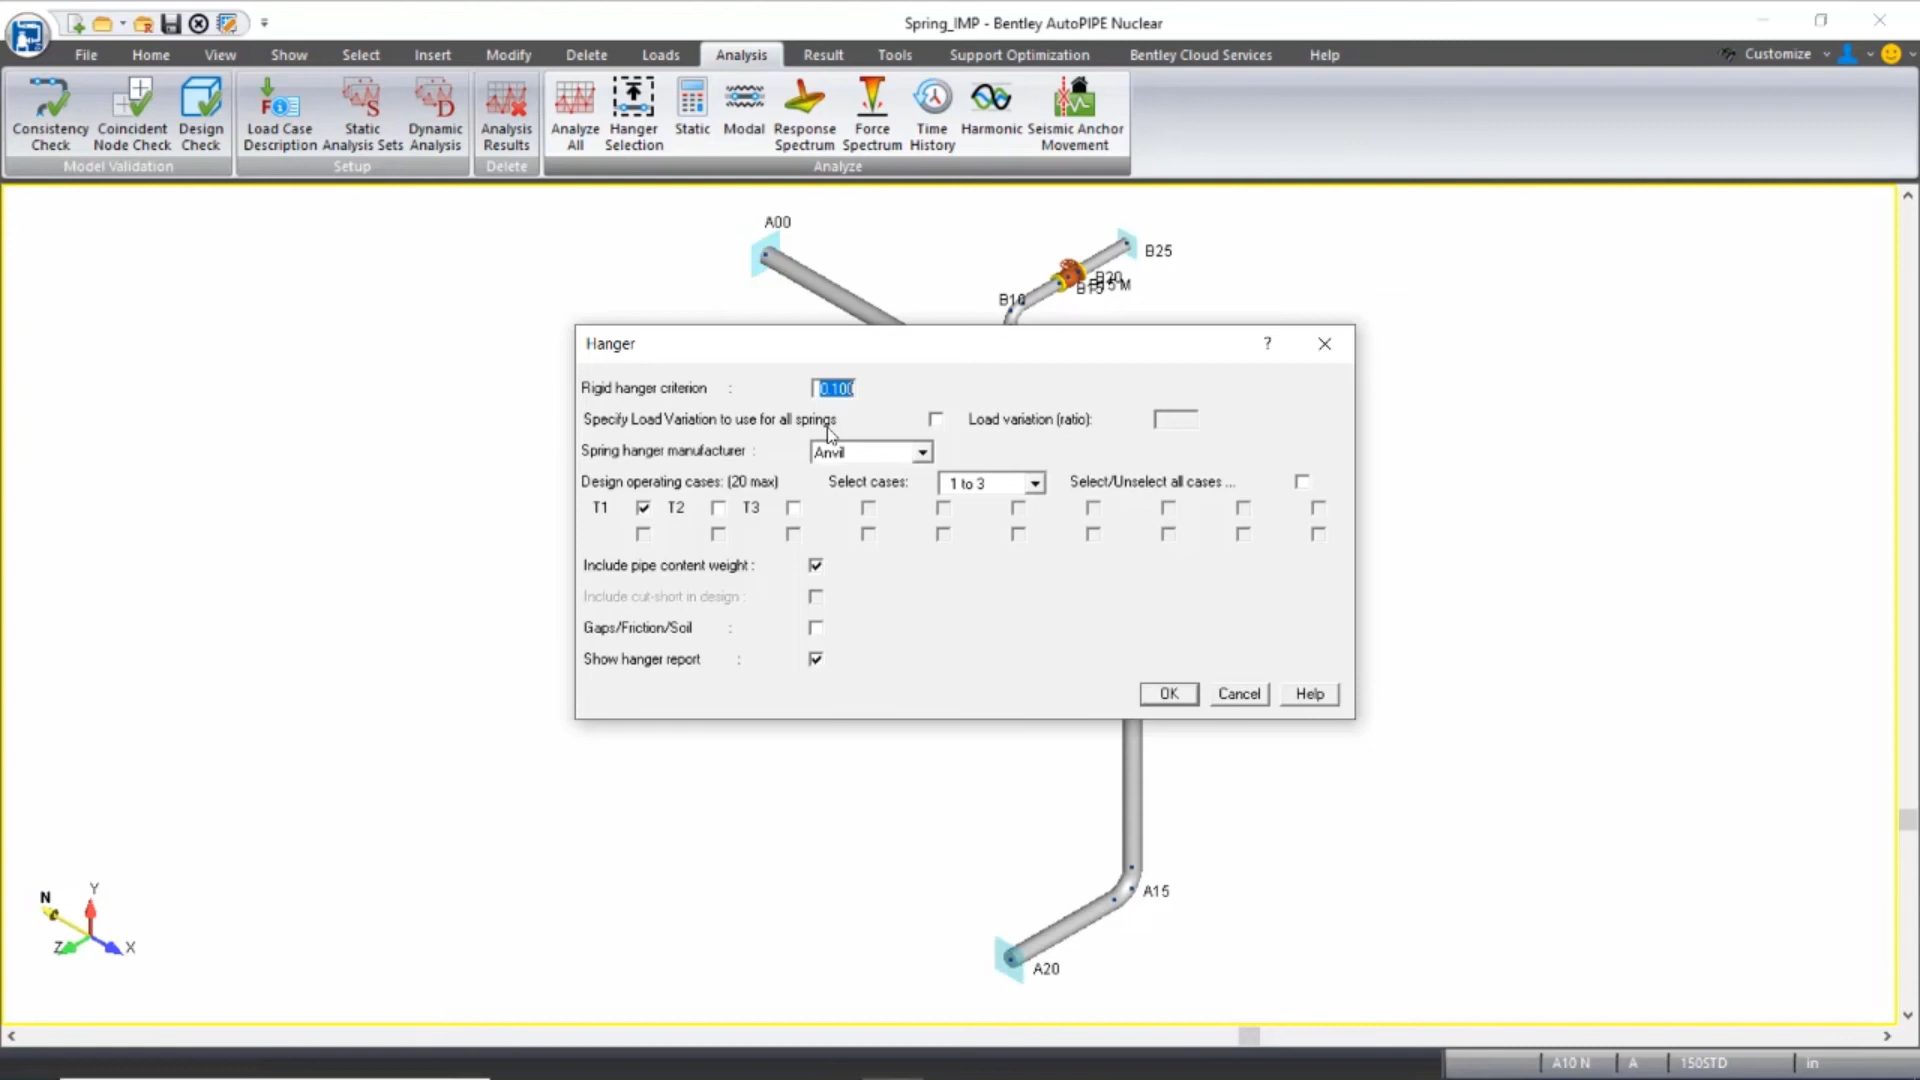 Spring_IMP - Bentley AutoPIPE Nuclear
File Home View Show Select Insert Modify Delete Loads Analysis Result Tools Support Optimization Bentley Cloud Services Help Customize
Consistency Check
Coincident Node Check
Design Check
Load Case Description
Static Analysis Sets
Dynamic Analysis
Analysis Results
Analyze All
Hanger Selection
Static
Modal
Response Spectrum
Force Spectrum
Time History
Harmonic
Seismic Anchor Movement
Model Validation Setup Delete Analyze
A00
B25
B20
B10
Hanger ?
Rigid hanger criterion : 0.100
Specify Load Variation to use for all springs Load variation (ratio):
Spring hanger manufacturer : Anvil
Design operating cases: (20 max) Select cases: 1 to 3 Select/Unselect all cases ...
T1 T2 T3
Include pipe content weight :
Include cut-short in design :
Gaps/Friction/Soil :
Show hanger report :
OK Cancel Help
A15
A20
N
Y
Z
X
A10 N A 150STD in